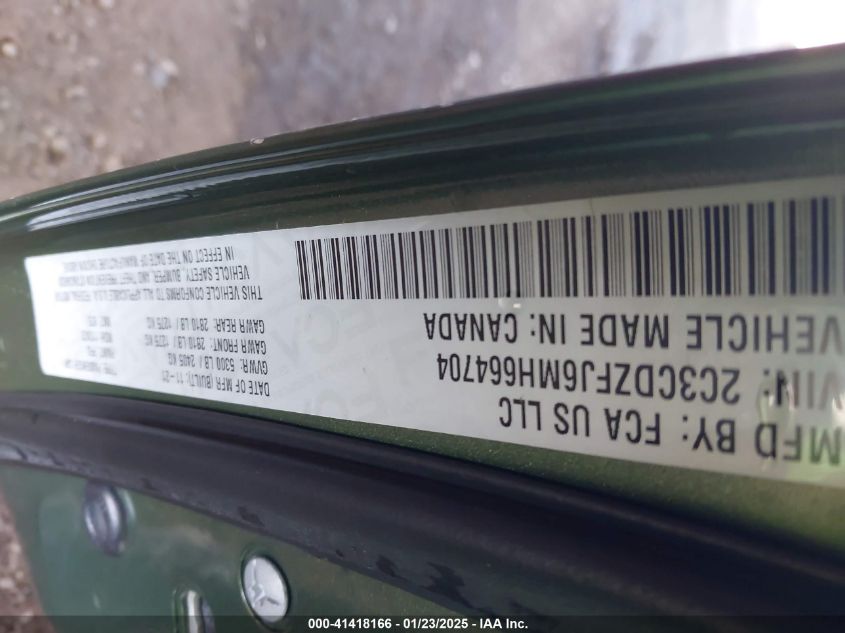 MFD BY: FCA US LLC
VIN: 2C3CDZFJ6MH664704
VEHICLE MADE IN: CANADA
DATE OF MFR (BUILT): 11-21
GVWR: 5300 LB / 2405 KG
GAWR FRONT: 2810 LB / 1275 KG
GAWR REAR: 2810 LB / 1275 KG
THIS VEHICLE CONFORMS TO ALL APPLICABLE U.S.A. FEDERAL MOTOR
VEHICLE SAFETY, BUMPER, AND THEFT PREVENTION STANDARDS
IN EFFECT ON THE DATE OF MANUFACTURE SHOWN ABOVE.
TYPE: PASSENGER CAR
000-41418166 - 01/23/2025 - IAA Inc.